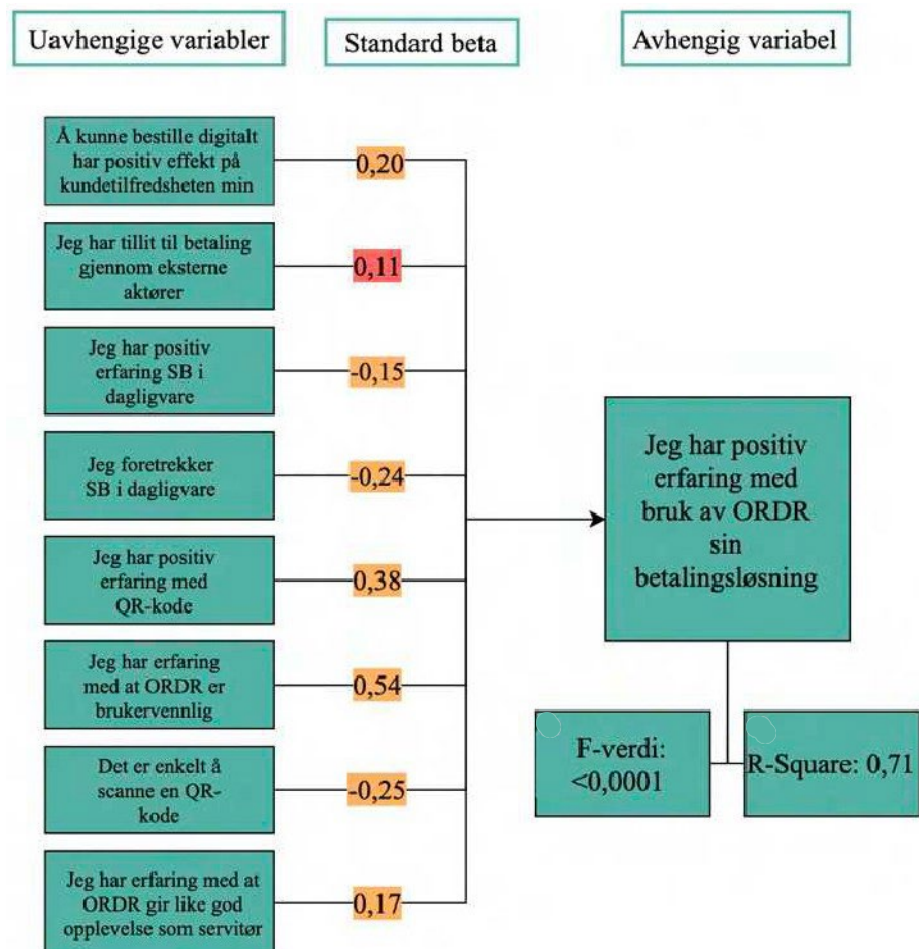 Uavhengige variabler
Standard beta
Avhengig variabel
Å kunne bestille digitalt
har positiv effekt på
kundetilfredsheten min
0,20
Jeg har tillit til betaling
gjennom eksterne
aktører
0,11
Jeg har positiv
erfaring SB i
dagligvare
-0,15
Jeg foretrekker
SB i dagligvare
-0,24
Jeg har positiv
erfaring med
QR-kode
0,38
Jeg har erfaring
med at ORDR er
brukervennlig
0,54
Det er enkelt å
scanne en QR-
kode
-0,25
Jeg har erfaring med at
ORDR gir like god
opplevelse som servitør
0,17
Jeg har positiv
erfaring med
bruk av ORDR
sin
betalingsløsning
F-verdi:
<0,0001
R-Square: 0,71